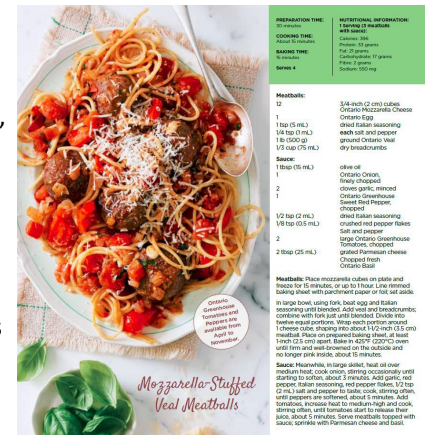 PREPARATION TIME:
30 minutes
COOKING TIME:
About 15 minutes
BAKING TIME:
15 minutes
Serves 4
NUTRITIONAL INFORMATION:
1 Serving (3 meatballs
with sauce):
Calories: 396
Protein: 33 grams
Fat: 21 grams
Carbohydrate: 17 grams
Fibre: 2 grams
Sodium: 550 mg
Meatballs:
12 3/4-inch (2 cm) cubes
Ontario Mozzarella Cheese
1 Ontario Egg
1 tsp (5 mL) dried Italian seasoning
1/4 tsp (1 mL) each salt and pepper
1 lb (500 g) ground Ontario Veal
1/3 cup (75 mL) dry breadcrumbs
Sauce:
1 tbsp (15 mL) olive oil
1 Ontario Onion,
finely chopped
2 cloves garlic, minced
1 Ontario Greenhouse
Sweet Red Pepper,
chopped
1/2 tsp (2 mL) dried Italian seasoning
1/8 tsp (0.5 mL) crushed red pepper flakes
Salt and pepper
2 large Ontario Greenhouse
Tomatoes, chopped
2 tbsp (25 mL) grated Parmesan cheese
Chopped fresh
Ontario Basil
Meatballs: Place mozzarella cubes on plate and
freeze for 15 minutes, or up to 1 hour. Line rimmed
baking sheet with parchment paper or foil; set aside.
In large bowl, using fork, beat egg and Italian
seasoning until blended. Add veal and breadcrumbs;
combine with fork just until blended. Divide into
twelve equal portions. Wrap each portion around
1 cheese cube, shaping into about 1-1/2-inch (3.5 cm)
meatball. Place on prepared baking sheet, at least
1-inch (2.5 cm) apart. Bake in 425°F (220°C) oven
until firm and well-browned on the outside and
no longer pink inside, about 15 minutes.
Sauce: Meanwhile, in large skillet, heat oil over
medium heat; cook onion, stirring occasionally until
starting to soften, about 3 minutes. Add garlic, red
pepper, Italian seasoning, red pepper flakes, 1/2 tsp
(2 mL) salt and pepper to taste; cook, stirring often,
until peppers are softened, about 5 minutes. Add
tomatoes, increase heat to medium-high and cook,
stirring often, until tomatoes start to release their
juice, about 5 minutes. Serve meatballs topped with
sauce; sprinkle with Parmesan cheese and basil.
Ontario
Greenhouse
Tomatoes and
Peppers are
available from
April to
November.
Mozzarella-Stuffed
Veal Meatballs